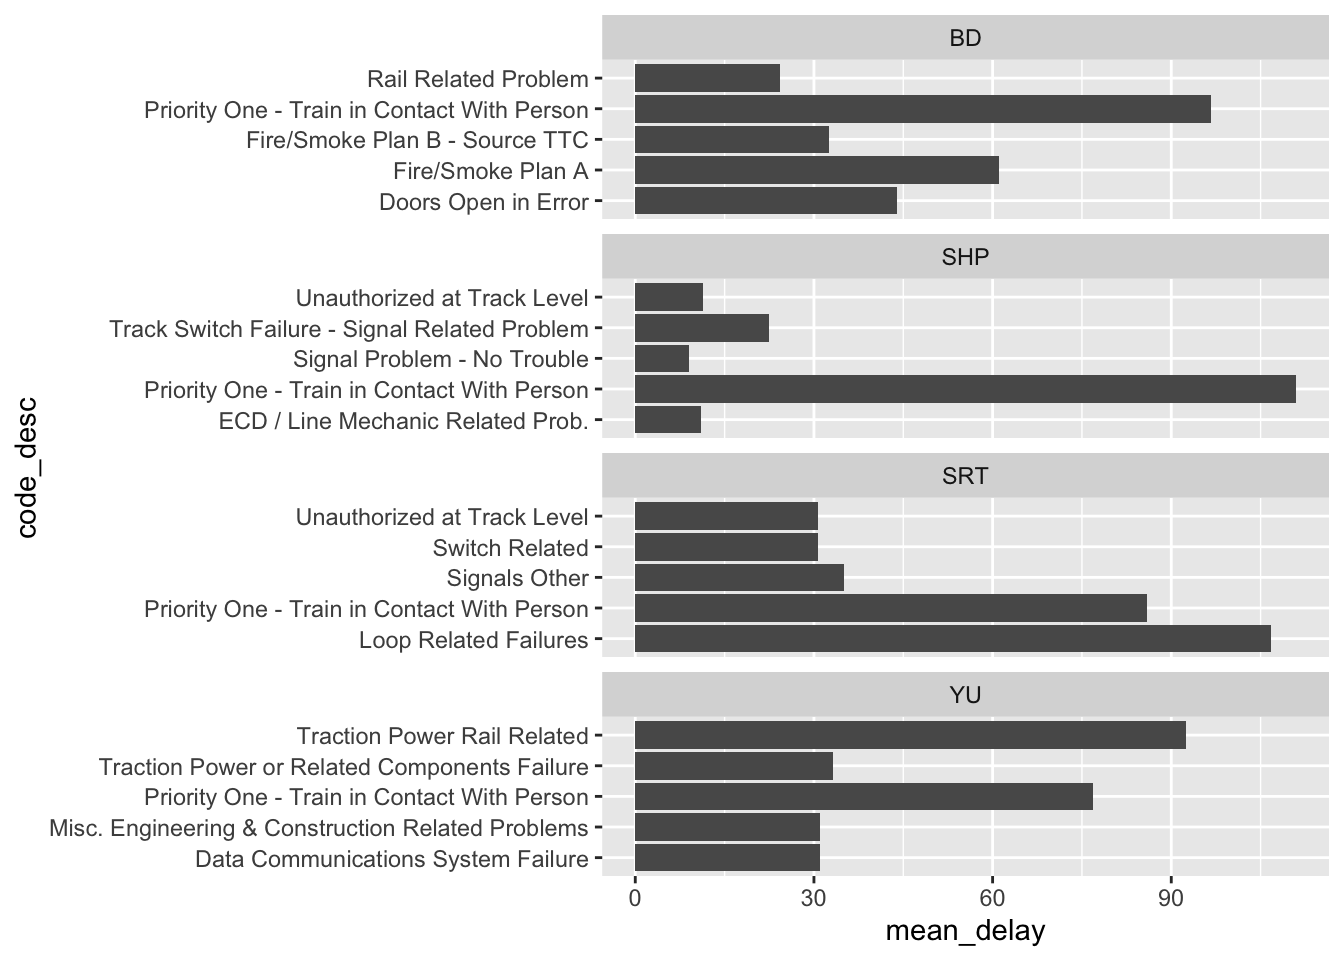 BD
Rail Related Problem
Priority One - Train in Contact With Person
Fire/Smoke Plan B - Source TTC
Fire/Smoke Plan A
Doors Open in Error
SHP
Unauthorized at Track Level
Track Switch Failure - Signal Related Problem
Signal Problem - No Trouble
Priority One - Train in Contact With Person
ECD / Line Mechanic Related Prob.
code_desc
SRT
Unauthorized at Track Level
Switch Related
Signals Other
Priority One - Train in Contact With Person
Loop Related Failures
YU
Traction Power Rail Related
Traction Power or Related Components Failure
Priority One - Train in Contact With Person
Misc. Engineering & Construction Related Problems
Data Communications System Failure
0 30 60 90
mean_delay